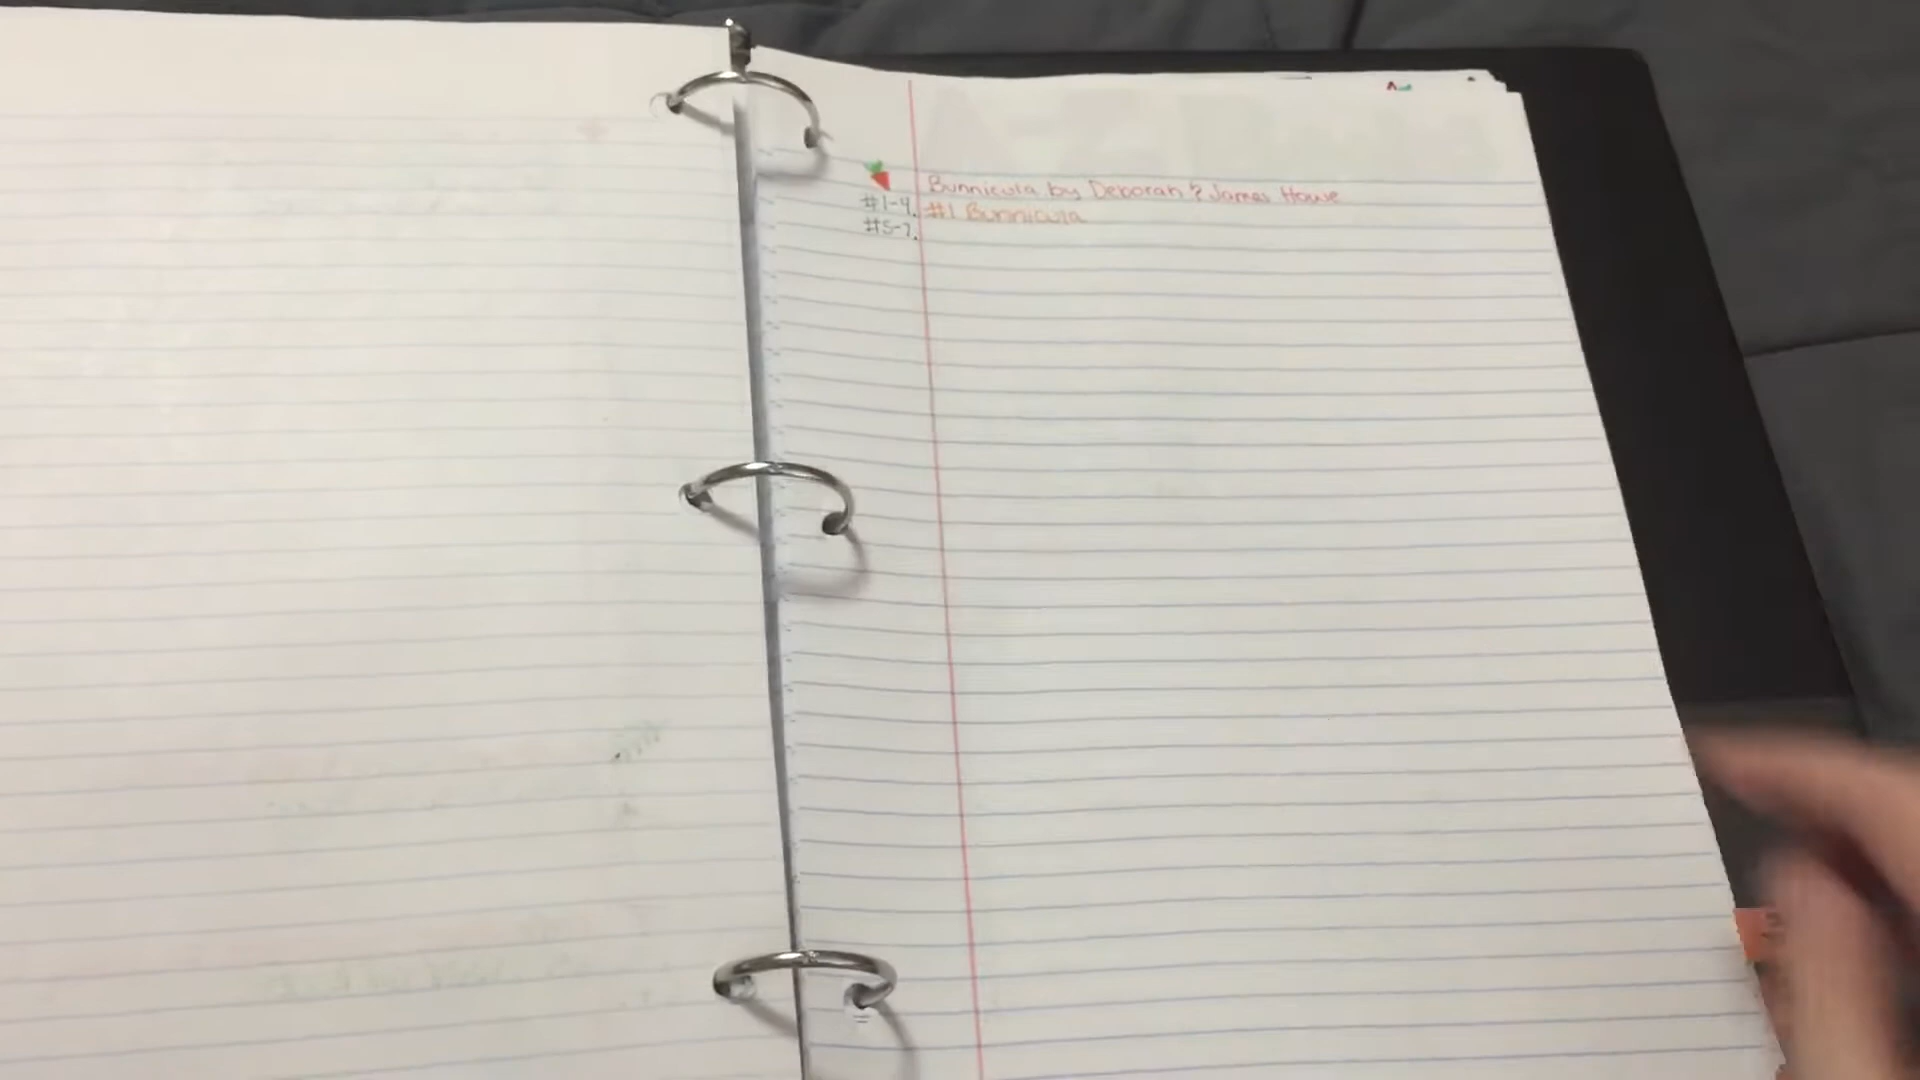 Bunnicula by Deborah & James Howe
#1-4. #1 Bunnicula
#5-7.